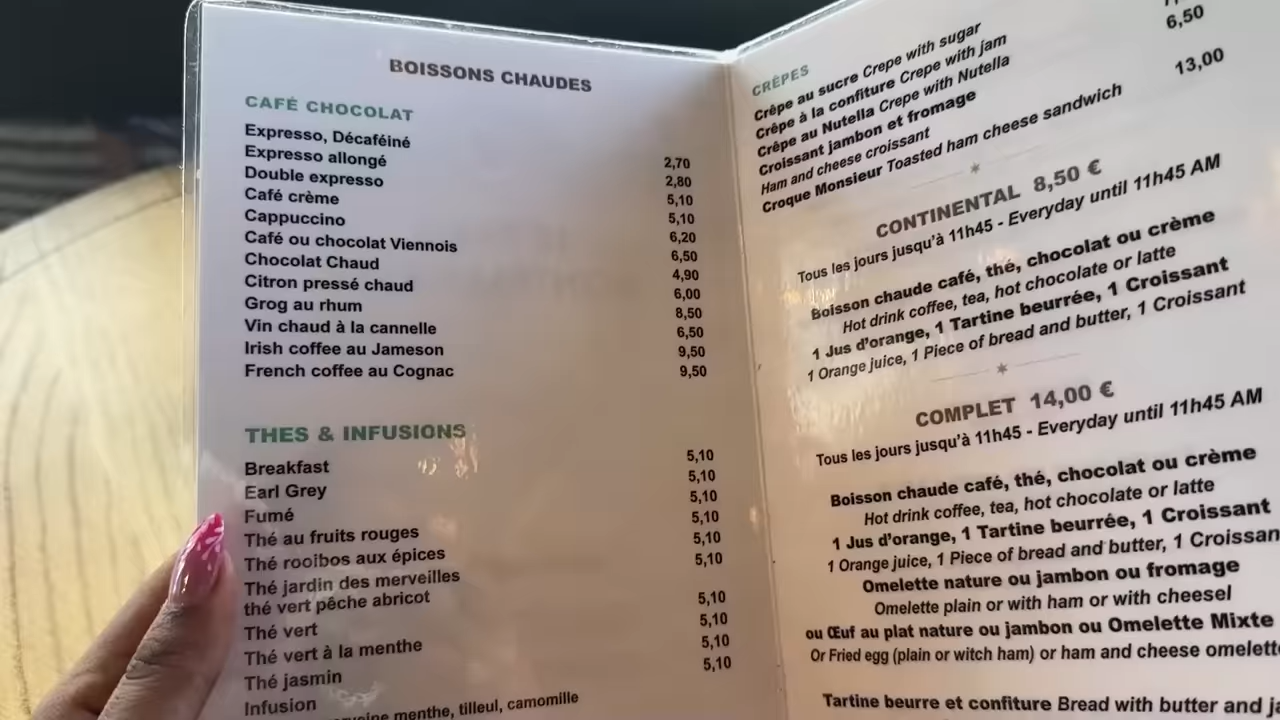 BOISSONS CHAUDES
CAFÉ CHOCOLAT
Expresso, Décaféiné 2,70
Expresso allongé 2,80
Double expresso 5,10
Café crème 5,10
Cappuccino 6,20
Café ou chocolat Viennois 6,50
Chocolat Chaud 4,90
Citron pressé chaud 6,00
Grog au rhum 8,50
Vin chaud à la cannelle 6,50
Irish coffee au Jameson 9,50
French coffee au Cognac 9,50
THES & INFUSIONS
Breakfast 5,10
Earl Grey 5,10
Fumé 5,10
Thé au fruits rouges 5,10
Thé rooibos aux épices 5,10
Thé jardin des merveilles 5,10
thé vert pêche abricot
Thé vert 5,10
Thé vert à la menthe 5,10
Thé jasmin 5,10
Infusion 5,10
menthe, tilleul, camomille
CRÊPES
Crêpe au sucre Crepe with sugar
Crêpe à la confiture Crepe with jam
Crêpe au Nutella Crepe with Nutella
Croissant jambon et fromage 6,50
Ham and cheese croissant
Croque Monsieur Toasted ham cheese sandwich 13,00
CONTINENTAL 8,50 €
Tous les jours jusqu'à 11h45 - Everyday until 11h45 AM
Boisson chaude café, thé, chocolat ou crème
Hot drink coffee, tea, hot chocolate or latte
1 Jus d'orange, 1 Tartine beurrée, 1 Croissant
1 Orange juice, 1 Piece of bread and butter, 1 Croissant
COMPLET 14,00 €
Tous les jours jusqu'à 11h45 - Everyday until 11h45 AM
Boisson chaude café, thé, chocolat ou crème
Hot drink coffee, tea, hot chocolate or latte
1 Jus d'orange, 1 Tartine beurrée, 1 Croissant
1 Orange juice, 1 Piece of bread and butter, 1 Croissan
Omelette nature ou jambon ou fromage
Omelette plain or with ham or with cheesel
ou Œuf au plat nature ou jambon ou Omelette Mixte
Or Fried egg (plain or witch ham) or ham and cheese omelett
Tartine beurre et confiture Bread with butter and